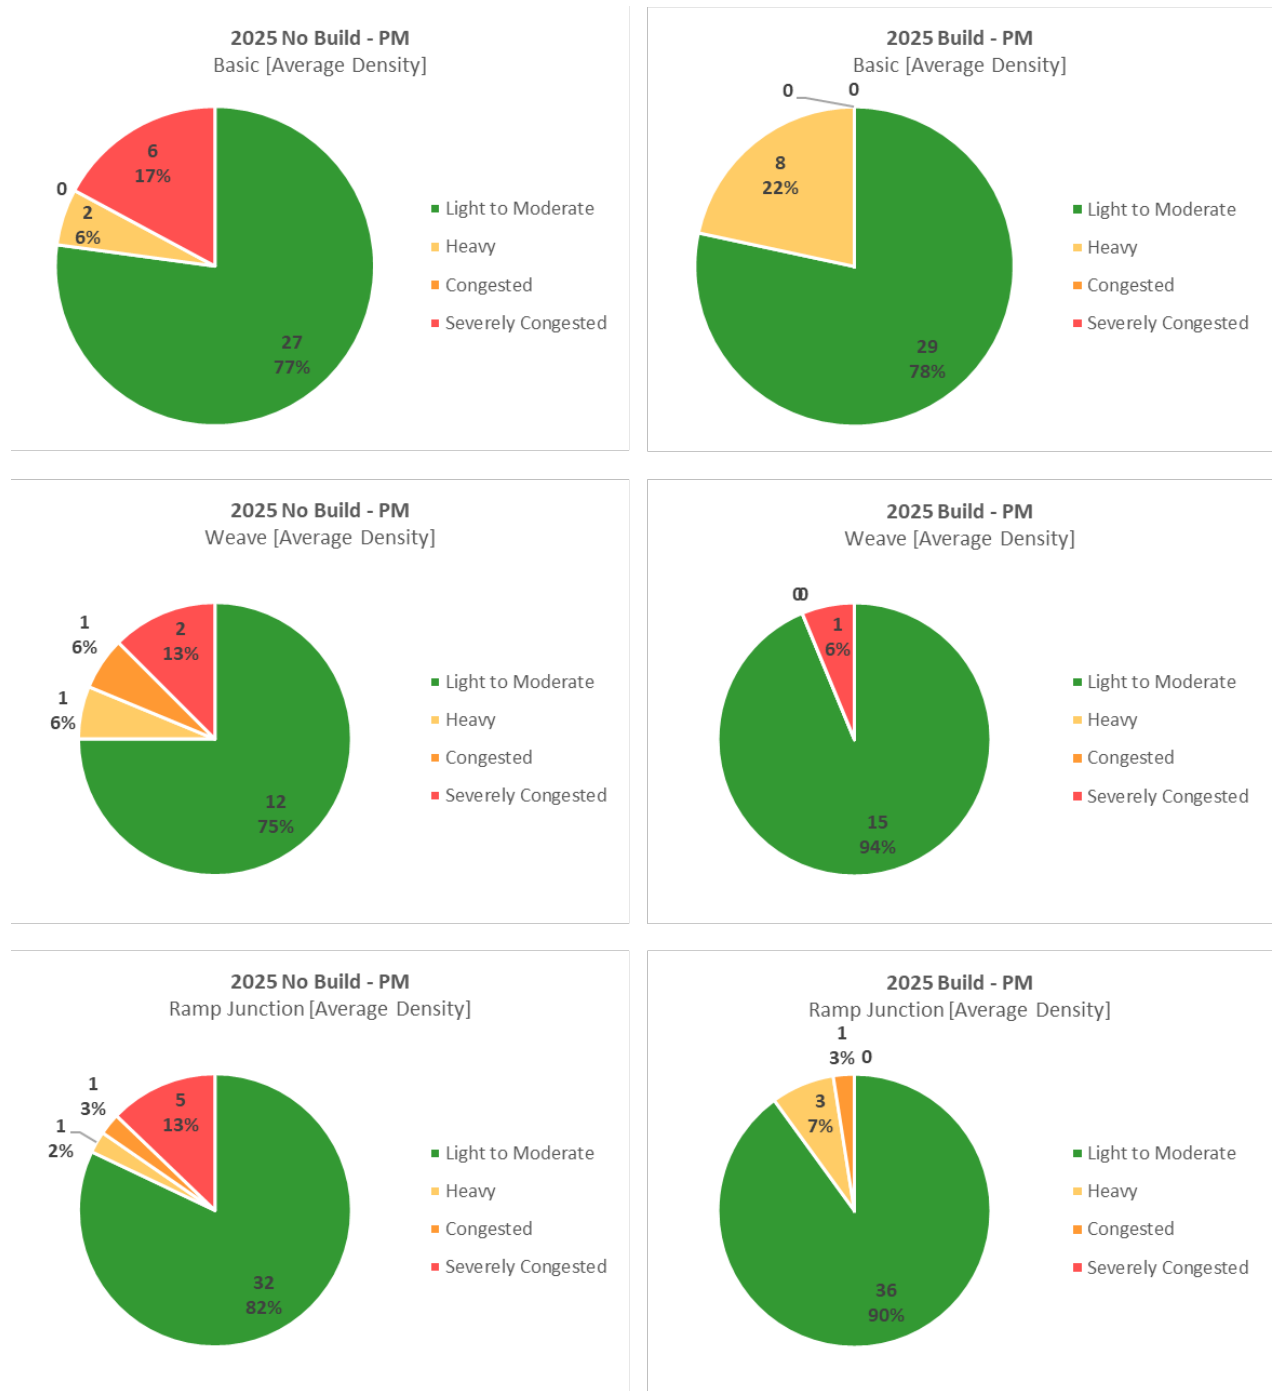 2025 No Build - PM
Basic [Average Density]
6
17%
0
2
6%
27
77%
Light to Moderate
Heavy
Congested
Severely Congested
2025 Build - PM
Basic [Average Density]
0
0
8
22%
29
78%
Light to Moderate
Heavy
Congested
Severely Congested
2025 No Build - PM
Weave [Average Density]
1
6%
2
13%
1
6%
12
75%
Light to Moderate
Heavy
Congested
Severely Congested
2025 Build - PM
Weave [Average Density]
00
1
6%
15
94%
Light to Moderate
Heavy
Congested
Severely Congested
2025 No Build - PM
Ramp Junction [Average Density]
1
3%
5
13%
1
2%
32
82%
Light to Moderate
Heavy
Congested
Severely Congested
2025 Build - PM
Ramp Junction [Average Density]
1
3% 0
3
7%
36
90%
Light to Moderate
Heavy
Congested
Severely Congested